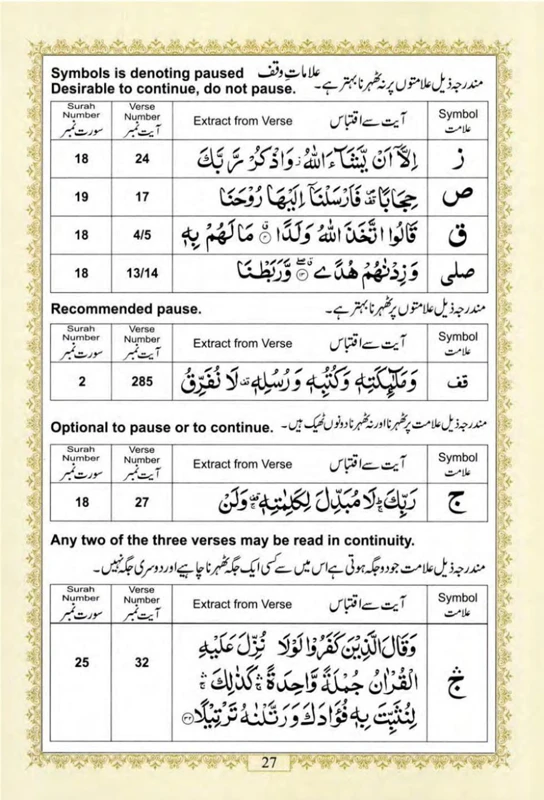 Symbols is denoting paused علاماتِ وقف
Desirable to continue, do not pause. مندرجہ ذیل علامتوں پر نہ ٹھہرنا بہتر ہے۔
Surah Number سورت نمبر Verse Number آیت نمبر Extract from Verse آیت سے اقتباس Symbol علامت
18 24 اِلَّاۤ اَنْ يَّشَآءَ اللّٰهُ ز وَاذْكُرْ رَّبَّكَ ز
19 17 حِجَابًا قف فَاَرْسَلْنَاۤ اِلَيْهَا رُوْحَنَا ص
18 4/5 قَالُوا اتَّخَذَ اللّٰهُ وَلَدًا ۴ مَا لَهُمْ بِهٖ ق
18 13/14 وَزِدْنٰهُمْ هُدًى ۱۳ وَّرَبَطْنَا صلی
Recommended pause. مندرجہ ذیل علامتوں پر ٹھہرنا بہتر ہے۔
Surah Number سورت نمبر Verse Number آیت نمبر Extract from Verse آیت سے اقتباس Symbol علامت
2 285 وَمَلٰٓئِكَتِهٖ وَكُتُبِهٖ وَرُسُلِهٖ قف لَا نُفَرِّقُ قف
Optional to pause or to continue. مندرجہ ذیل علامت پر ٹھہرنا اور نہ ٹھہرنا دونوں ٹھیک ہیں۔
Surah Number سورت نمبر Verse Number آیت نمبر Extract from Verse آیت سے اقتباس Symbol علامت
18 27 رَبِّكَ ج لَا مُبَدِّلَ لِكَلِمٰتِهٖ قف وَلَنْ ج
Any two of the three verses may be read in continuity.
مندرجہ ذیل علامت جو دو جگہ ہوتی ہے اس میں سے کسی ایک جگہ ٹھہرنا چاہیے اور دوسری جگہ نہیں۔
Surah Number سورت نمبر Verse Number آیت نمبر Extract from Verse آیت سے اقتباس Symbol علامت
وَقَالَ الَّذِيْنَ كَفَرُوْا لَوْلَا نُزِّلَ عَلَيْهِ
25 32 الْقُرْاٰنُ جُمْلَةً وَّاحِدَةً ۛ كَذٰلِكَ ۛ ج
لِنُثَبِّتَ بِهٖ فُؤَادَكَ وَرَتَّلْنٰهُ تَرْتِيْلًا ۳۲
27